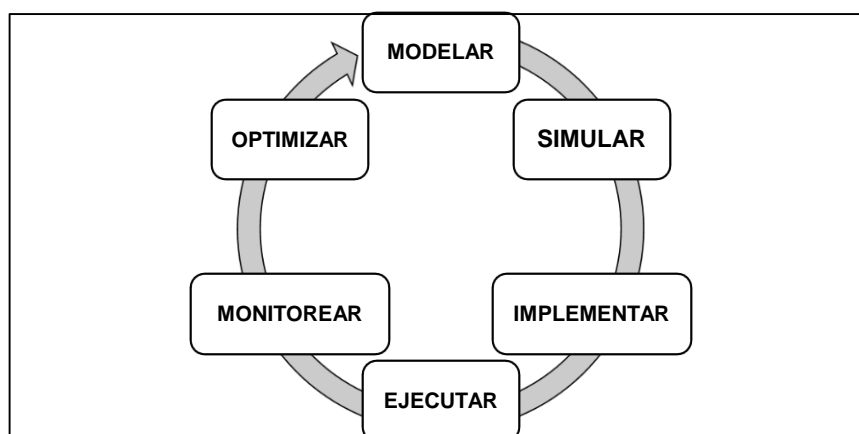 MODELAR
SIMULAR
IMPLEMENTAR
EJECUTAR
MONITOREAR
OPTIMIZAR